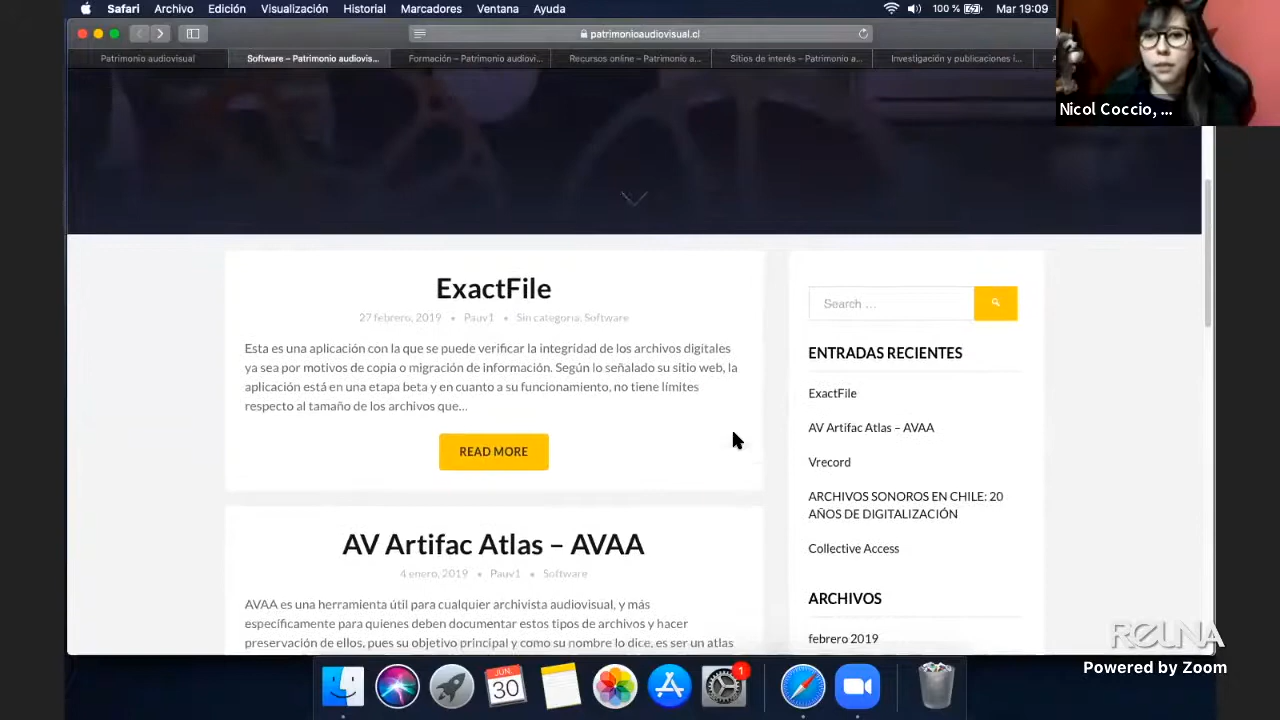 Safari Archivo Edición Visualización Historial Marcadores Ventana Ayuda 100 % Mar 19:09
patrimonioaudiovisual.cl
Patrimonio audiovisual Software – Patrimonio audiovis... Formación – Patrimonio audiovi... Recursos online – Patrimonio a... Sitios de interés – Patrimonio a... Investigación y publicaciones i...
Nicol Coccio, ...
ExactFile
27 febrero, 2019 • Pauv1 • Sin categoría, Software
Esta es una aplicación con la que se puede verificar la integridad de los archivos digitales
ya sea por motivos de copia o migración de información. Según lo señalado su sitio web, la
aplicación está en una etapa beta y en cuanto a su funcionamiento, no tiene límites
respecto al tamaño de los archivos que...
READ MORE
AV Artifac Atlas – AVAA
4 enero, 2019 • Pauv1 • Software
AVAA es una herramienta útil para cualquier archivista audiovisual, y más
específicamente para quienes deben documentar estos tipos de archivos y hacer
preservación de ellos, pues su objetivo principal y como su nombre lo dice, es ser un atlas
Search ...
ENTRADAS RECIENTES
ExactFile
AV Artifac Atlas – AVAA
Vrecord
ARCHIVOS SONOROS EN CHILE: 20
AÑOS DE DIGITALIZACIÓN
Collective Access
ARCHIVOS
febrero 2019
REUNA
Powered by Zoom
JUN.
30
1